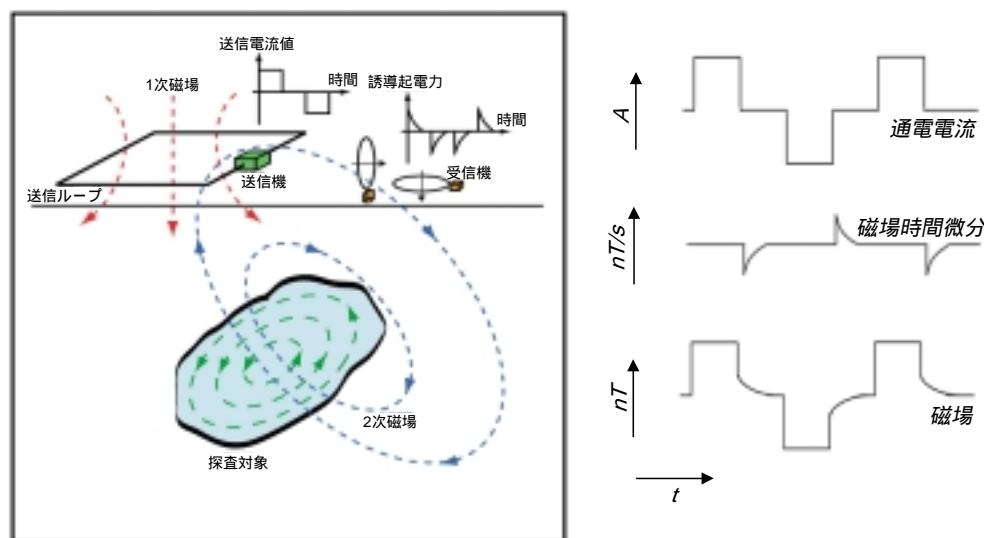 送信電流値
時間
1次磁場
誘導起電力
時間
送信機
受信機
送信ループ
2次磁場
探査対象
A
通電電流
nT/s
磁場時間微分
nT
磁場
t